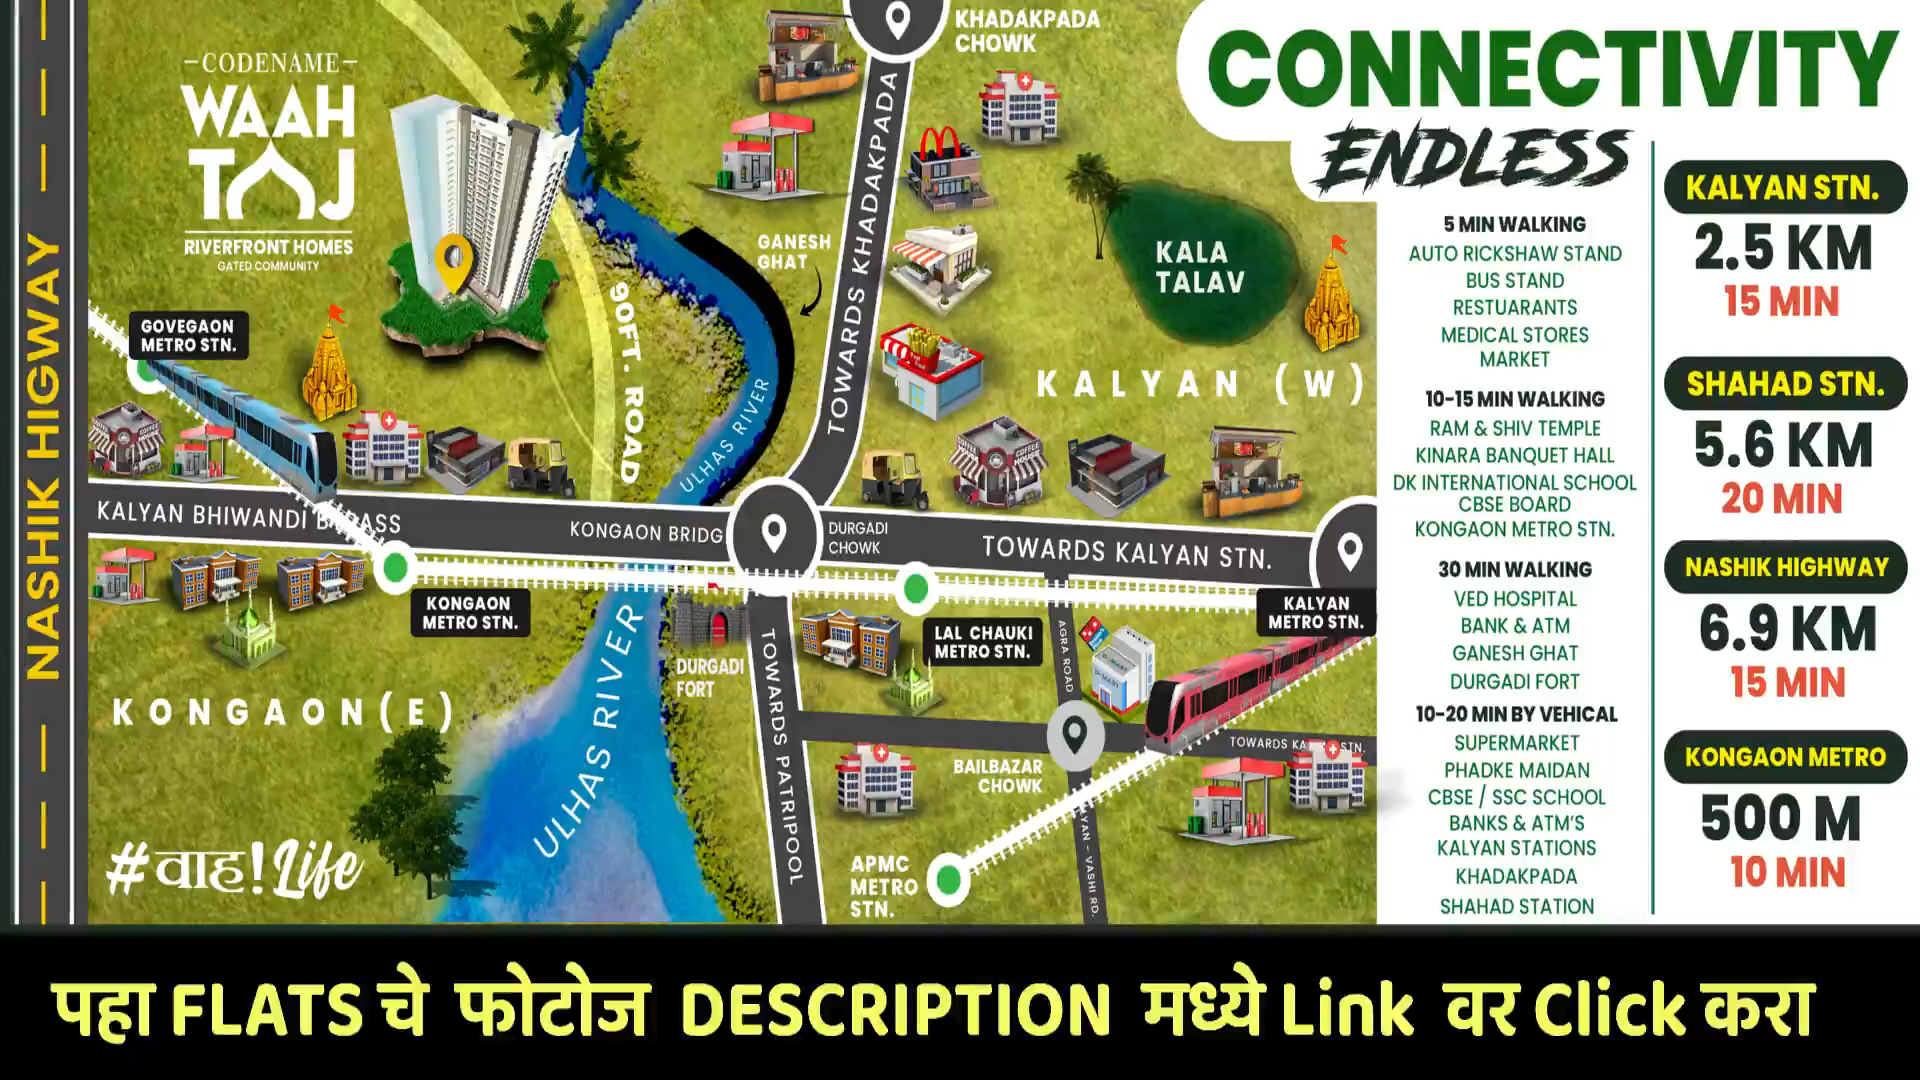 NASHIK HIGWAY
-CODENAME-
WAAH
TAJ
RIVERFRONT HOMES
GATED COMMUNITY
KHADAKPADA
CHOWK
TOWARDS KHADAKPADA
GANESH
GHAT
KALA
TALAV
GOVEGAON
METRO STN.
90FT. ROAD
ULHAS RIVER
KALYAN (W)
COFFEE
HOUSE
COFFEE
HOUSE
KALYAN BHIWANDI BYPASS
KONGAON BRIDG
DURGADI
CHOWK
TOWARDS KALYAN STN.
KONGAON
METRO STN.
LAL CHAUKI
METRO STN.
KALYAN
METRO STN.
DURGADI
FORT
AGRA ROAD
D-MART
KONGAON(E)
ULHAS RIVER
TOWARDS PATRIPOOL
BAILBAZAR
CHOWK
APMC
METRO
STN.
#वाह!Life
CONNECTIVITY
ENDLESS
5 MIN WALKING
AUTO RICKSHAW STAND
BUS STAND
RESTUARANTS
MEDICAL STORES
MARKET
10-15 MIN WALKING
RAM & SHIV TEMPLE
KINARA BANQUET HALL
DK INTERNATIONAL SCHOOL
CBSE BOARD
KONGAON METRO STN.
30 MIN WALKING
VED HOSPITAL
BANK & ATM
GANESH GHAT
DURGADI FORT
10-20 MIN BY VEHICAL
SUPERMARKET
PHADKE MAIDAN
CBSE / SSC SCHOOL
BANKS & ATM'S
KALYAN STATIONS
KHADAKPADA
SHAHAD STATION
KALYAN STN.
2.5 KM
15 MIN
SHAHAD STN.
5.6 KM
20 MIN
NASHIK HIGHWAY
6.9 KM
15 MIN
KONGAON METRO
500 M
10 MIN
पहा FLATS चे फोटोज DESCRIPTION मध्ये Link वर Click करा